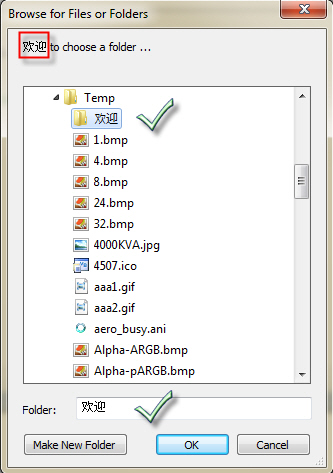 Browse for Files or Folders
欢迎 to choose a folder ...
Temp
欢迎
1.bmp
4.bmp
8.bmp
24.bmp
32.bmp
4000KVA.jpg
4507.ico
aaa1.gif
aaa2.gif
aero_busy.ani
Alpha-ARGB.bmp
Alpha-pARGB.bmp
Folder: 欢迎
Make New Folder OK Cancel